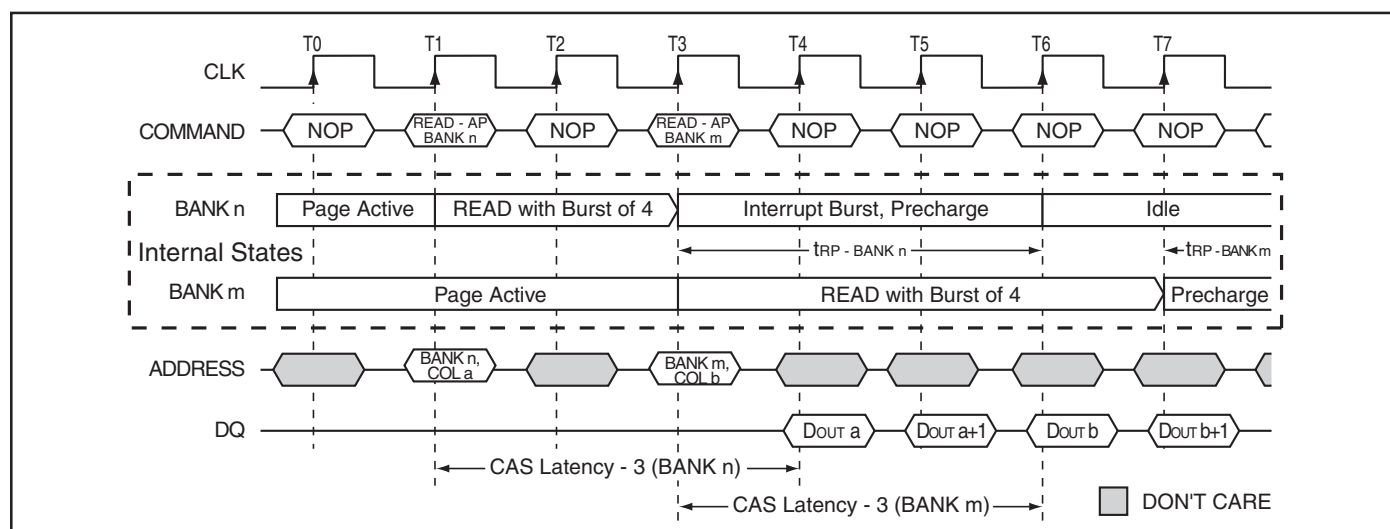 T0 T1 T2 T3 T4 T5 T6 T7
CLK
COMMAND NOP READ - AP BANK n NOP READ - AP BANK m NOP NOP NOP NOP
BANK n Page Active READ with Burst of 4 Interrupt Burst, Precharge Idle
Internal States tRP - BANK n tRP - BANK m
BANK m Page Active READ with Burst of 4 Precharge
ADDRESS BANK n, COL a BANK m, COL b
DQ DOUT a DOUT a+1 DOUT b DOUT b+1
CAS Latency - 3 (BANK n)
CAS Latency - 3 (BANK m)
DON'T CARE